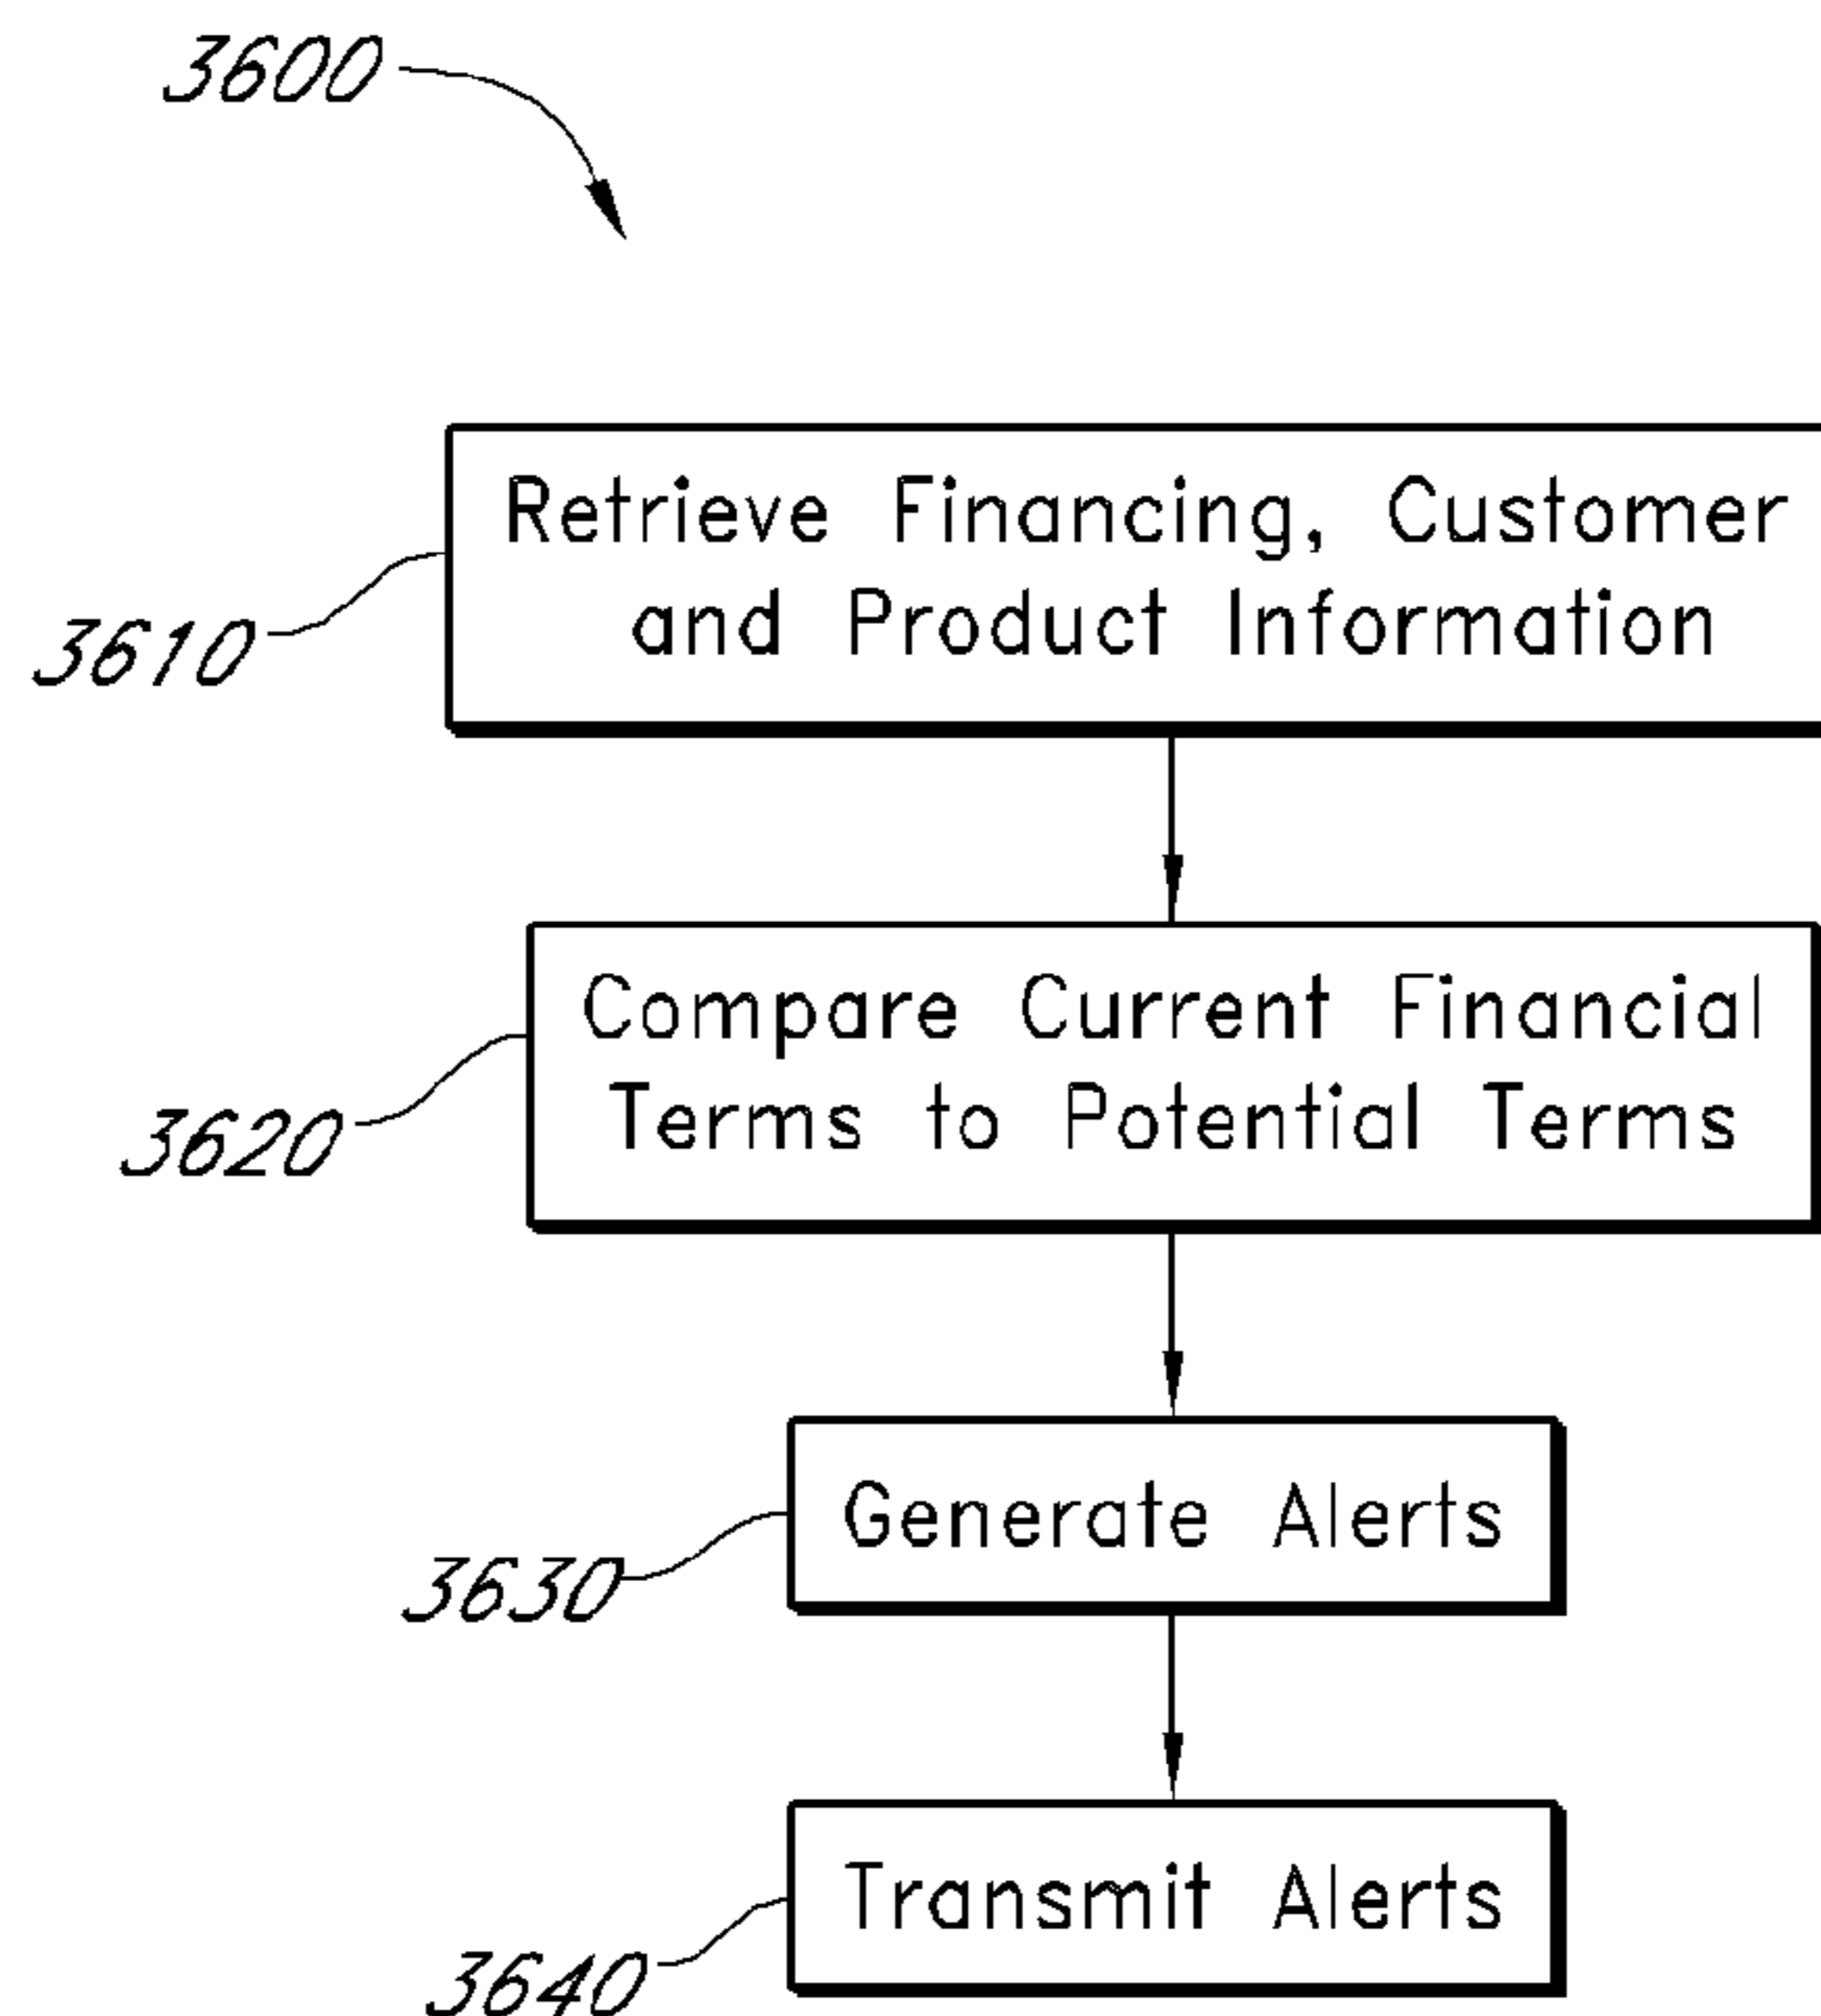 3600
Retrieve Financing, Customer
and Product Information
3610
Compare Current Financial
Terms to Potential Terms
3620
Generate Alerts
3630
Transmit Alerts
3640